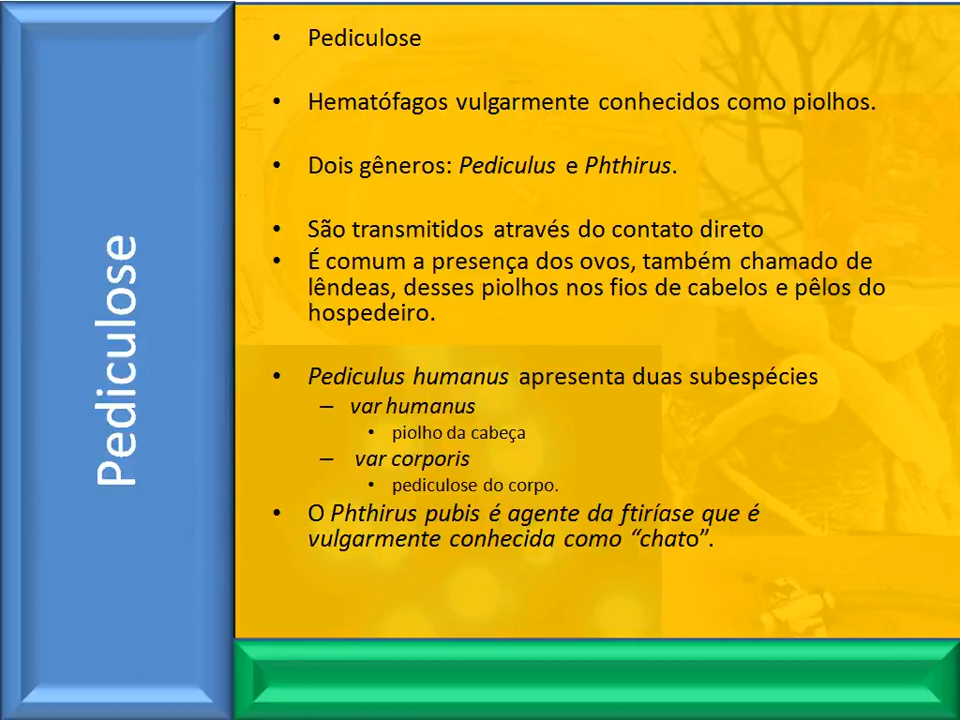 Pediculose
• Pediculose
• Hematófagos vulgarmente conhecidos como piolhos.
• Dois gêneros: Pediculus e Phthirus.
• São transmitidos através do contato direto
• É comum a presença dos ovos, também chamado de
lêndeas, desses piolhos nos fios de cabelos e pêlos do
hospedeiro.
• Pediculus humanus apresenta duas subespécies
– var humanus
• piolho da cabeça
– var corporis
• pediculose do corpo.
• O Phthirus pubis é agente da ftiríase que é
vulgarmente conhecida como “chato”.